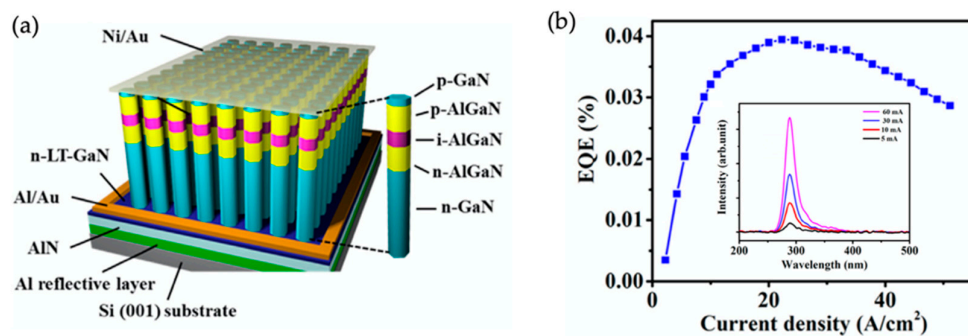 (a)
Ni/Au
p-GaN
p-AlGaN
i-AlGaN
n-AlGaN
n-GaN
n-LT-GaN
Al/Au
AlN
Al reflective layer
Si (001) substrate
(b)
EQE (%)
0.04
0.03
0.02
0.01
0.00
0 20 40
Current density (A/cm²)
Intensity (arb.unit)
60 mA
30 mA
10 mA
5 mA
200 300 400 500
Wavelength (nm)